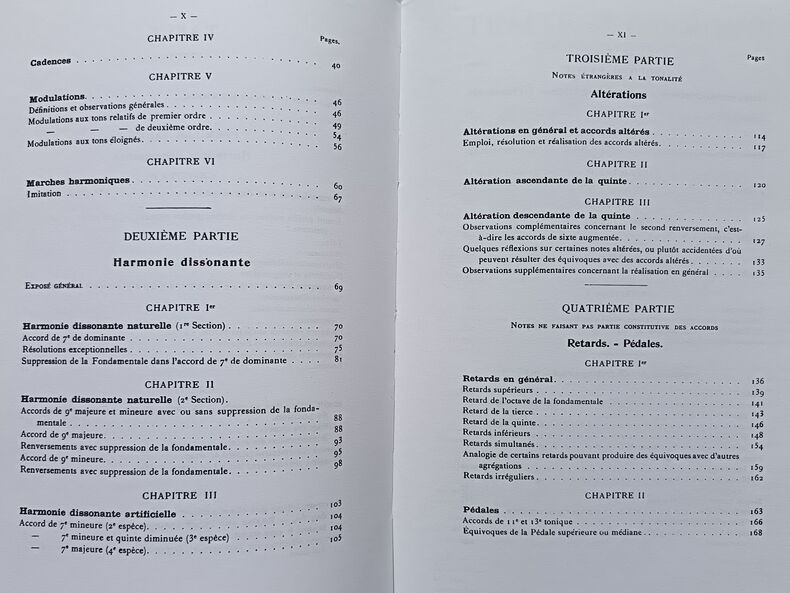 — X —
CHAPITRE IV
Pages.
Cadences . . . . . . . . . . 40
CHAPITRE V
Modulations. . . . . . . . . . 46
Définitions et observations générales . . . . . . . . . . 46
Modulations aux tons relatifs de premier ordre . . . . . . . . . . 49
— — — de deuxième ordre. . . . . . . . . . 54
Modulations aux tons éloignés. . . . . . . . . . 56
CHAPITRE VI
Marches harmoniques . . . . . . . . . . 60
Imitation . . . . . . . . . . 67
DEUXIÈME PARTIE
Harmonie dissonante
EXPOSÉ GÉNÉRAL . . . . . . . . . . 69
CHAPITRE Ier
Harmonie dissonante naturelle (1re Section) . . . . . . . . . . 70
Accord de 7e de dominante . . . . . . . . . . 70
Résolutions exceptionnelles . . . . . . . . . . 75
Suppression de la Fondamentale dans l'accord de 7e de dominante . . . . 81
CHAPITRE II
Harmonie dissonante naturelle (2e Section).
Accords de 9e majeure et mineure avec ou sans suppression de la fonda-
mentale . . . . . . . . . . 88
Accord de 9e majeure. . . . . . . . . . 88
Renversements avec suppression de la fondamentale. . . . . . . . . . 93
Accord de 9e mineure. . . . . . . . . . 95
Renversements avec suppression de la fondamentale. . . . . . . . . . 98
CHAPITRE III
Harmonie dissonante artificielle . . . . . . . . . . 103
Accord de 7e mineure (2e espèce). . . . . . . . . . 104
— 7e mineure et quinte diminuée (3e espèce) . . . . . . . . . . 104
— 7e majeure (4e espèce). . . . . . . . . . 105
— XI —
TROISIÈME PARTIE
Pages
NOTES ÉTRANGÈRES A LA TONALITÉ
Altérations
CHAPITRE Ier
Altérations en général et accords altérés . . . . . . . . . . 114
Emploi, résolution et réalisation des accords altérés. . . . . . . . . . 117
CHAPITRE II
Altération ascendante de la quinte. . . . . . . . . . 120
CHAPITRE III
Altération descendante de la quinte . . . . . . . . . . 125
Observations complémentaires concernant le second renversement, c'est-
à-dire les accords de sixte augmentée. . . . . . . . . . 127
Quelques réflexions sur certaines notes altérées, ou plutôt accidentées d'où
peuvent résulter des équivoques avec des accords altérés . . . . . . . 133
Observations supplémentaires concernant la réalisation en général . . . . 135
QUATRIÈME PARTIE
NOTES NE FAISANT PAS PARTIE CONSTITUTIVE DES ACCORDS
Retards. - Pédales.
CHAPITRE Ier
Retards en général. . . . . . . . . . 136
Retards supérieurs . . . . . . . . . . 139
Retard de l'octave de la fondamentale . . . . . . . . . . 141
Retard de la tierce . . . . . . . . . . 143
Retard de la quinte. . . . . . . . . . 146
Retards inférieurs . . . . . . . . . . 148
Retards simultanés. . . . . . . . . . 154
Analogie de certains retards pouvant produire des équivoques avec d'autres
agrégations . . . . . . . . . . 159
Retards irréguliers . . . . . . . . . . 162
CHAPITRE II
Pédales. . . . . . . . . . 163
Accords de 11e et 13e tonique . . . . . . . . . . 166
Équivoques de la Pédale supérieure ou médiane. . . . . . . . . . 168